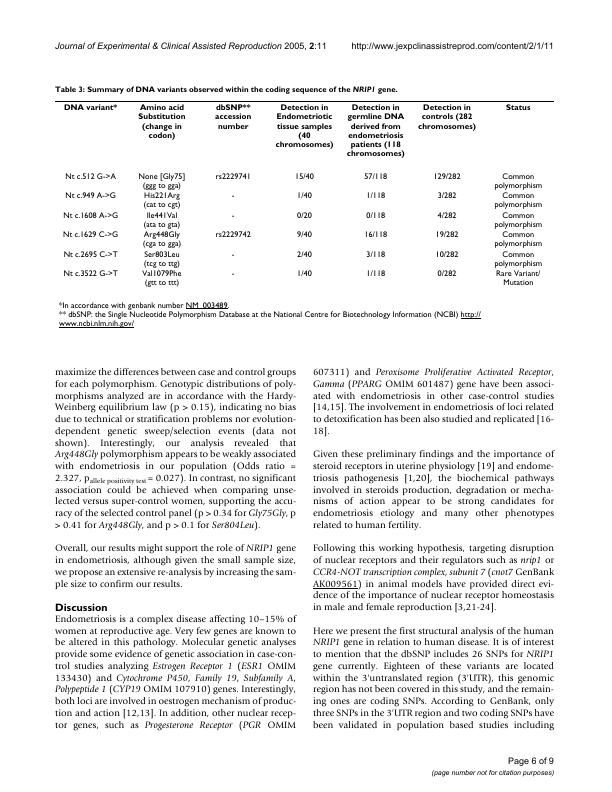 Journal of Experimental & Clinical Assisted Reproduction 2005, 2:11 http://www.jexpclinassistreprod.com/content/2/1/11
Table 3: Summary of DNA variants observed within the coding sequence of the NRIP1 gene.
DNA variant* Amino acid Substitution (change in codon) dbSNP** accession number Detection in Endometriotic tissue samples (40 chromosomes) Detection in germline DNA derived from endometriosis patients (118 chromosomes) Detection in controls (282 chromosomes) Status
Nt c.512 G->A None [Gly75] (ggg to gga) rs2229741 15/40 57/118 129/282 Common polymorphism
Nt c.949 A->G His221Arg (cat to cgt) - 1/40 1/118 3/282 Common polymorphism
Nt c.1608 A->G Ile441Val (ata to gta) - 0/20 0/118 4/282 Common polymorphism
Nt c.1629 C->G Arg448Gly (cga to gga) rs2229742 9/40 16/118 19/282 Common polymorphism
Nt c.2695 C->T Ser803Leu (tcg to ttg) - 2/40 3/118 10/282 Common polymorphism
Nt c.3522 G->T Val1079Phe (gtt to ttt) - 1/40 1/118 0/282 Rare Variant/ Mutation
*In accordance with genbank number NM_003489.
** dbSNP: the Single Nucleotide Polymorphism Database at the National Centre for Biotechnology Information (NCBI) http://
www.ncbi.nlm.nih.gov/
maximize the differences between case and control groups
for each polymorphism. Genotypic distributions of poly-
morphisms analyzed are in accordance with the Hardy-
Weinberg equilibrium law (p > 0.15), indicating no bias
due to technical or stratification problems nor evolution-
dependent genetic sweep/selection events (data not
shown). Interestingly, our analysis revealed that
Arg448Gly polymorphism appears to be weakly associated
with endometriosis in our population (Odds ratio =
2.327, pallele positivity test = 0.027). In contrast, no significant
association could be achieved when comparing unse-
lected versus super-control women, supporting the accu-
racy of the selected control panel (p > 0.34 for Gly75Gly, p
> 0.41 for Arg448Gly, and p > 0.1 for Ser804Leu).
Overall, our results might support the role of NRIP1 gene
in endometriosis, although given the small sample size,
we propose an extensive re-analysis by increasing the sam-
ple size to confirm our results.
Discussion
Endometriosis is a complex disease affecting 10–15% of
women at reproductive age. Very few genes are known to
be altered in this pathology. Molecular genetic analyses
provide some evidence of genetic association in case-con-
trol studies analyzing Estrogen Receptor 1 (ESR1 OMIM
133430) and Cytochrome P450, Family 19, Subfamily A,
Polypeptide 1 (CYP19 OMIM 107910) genes. Interestingly,
both loci are involved in oestrogen mechanism of produc-
tion and action [12,13]. In addition, other nuclear recep-
tor genes, such as Progesterone Receptor (PGR OMIM
607311) and Peroxisome Proliferative Activated Receptor,
Gamma (PPARG OMIM 601487) gene have been associ-
ated with endometriosis in other case-control studies
[14,15]. The involvement in endometriosis of loci related
to detoxification has been also studied and replicated [16-
18].
Given these preliminary findings and the importance of
steroid receptors in uterine physiology [19] and endome-
triosis pathogenesis [1,20], the biochemical pathways
involved in steroids production, degradation or mecha-
nisms of action appear to be strong candidates for
endometriosis etiology and many other phenotypes
related to human fertility.
Following this working hypothesis, targeting disruption
of nuclear receptors and their regulators such as nrip1 or
CCR4-NOT transcription complex, subunit 7 (cnot7 GenBank
AK009561) in animal models have provided direct evi-
dence of the importance of nuclear receptor homeostasis
in male and female reproduction [3,21-24].
Here we present the first structural analysis of the human
NRIP1 gene in relation to human disease. It is of interest
to mention that the dbSNP includes 26 SNPs for NRIP1
gene currently. Eighteen of these variants are located
within the 3'untranslated region (3'UTR), this genomic
region has not been covered in this study, and the remain-
ing ones are coding SNPs. According to GenBank, only
three SNPs in the 3'UTR region and two coding SNPs have
been validated in population based studies including
Page 6 of 9
(page number not for citation purposes)